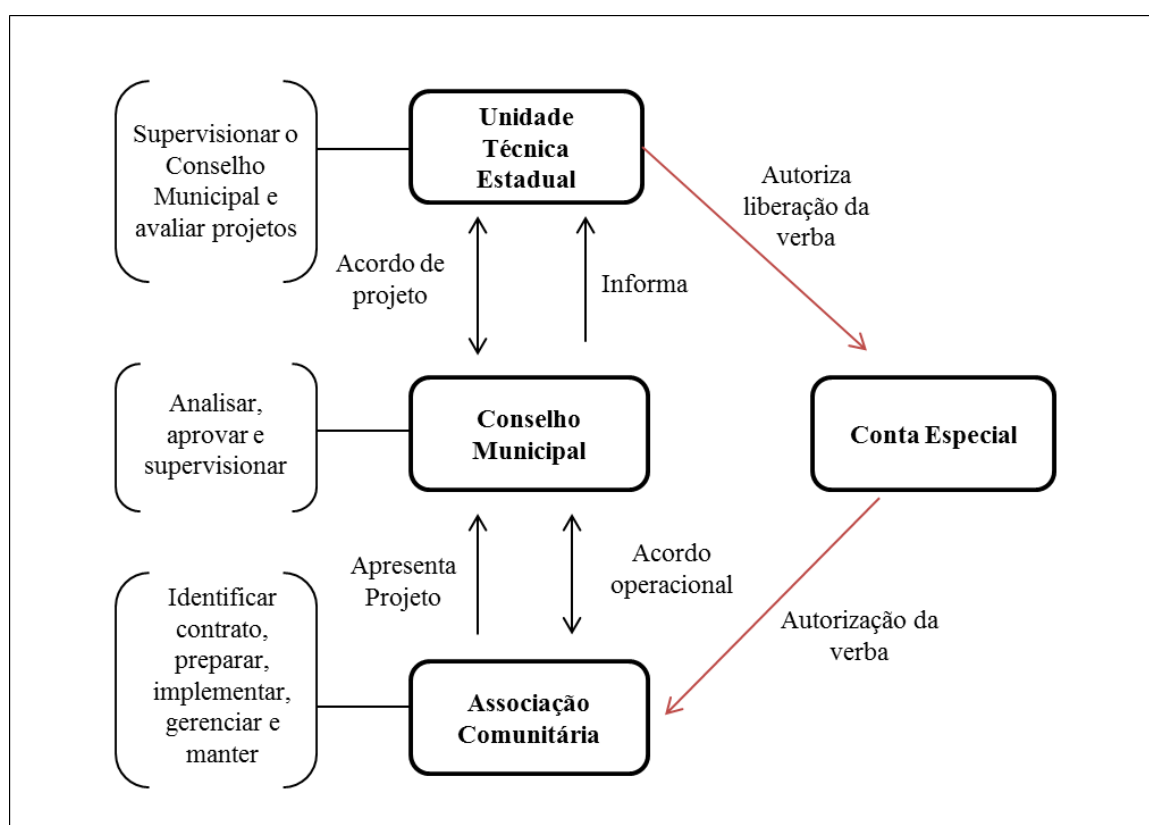 Supervisionar o
Conselho
Municipal e
avaliar projetos
Unidade
Técnica
Estadual
Autoriza
liberação da
verba
Acordo de
projeto
Informa
Analisar,
aprovar e
supervisionar
Conselho
Municipal
Conta Especial
Apresenta
Projeto
Acordo
operacional
Autorização da
verba
Identificar
contrato,
preparar,
implementar,
gerenciar e
manter
Associação
Comunitária